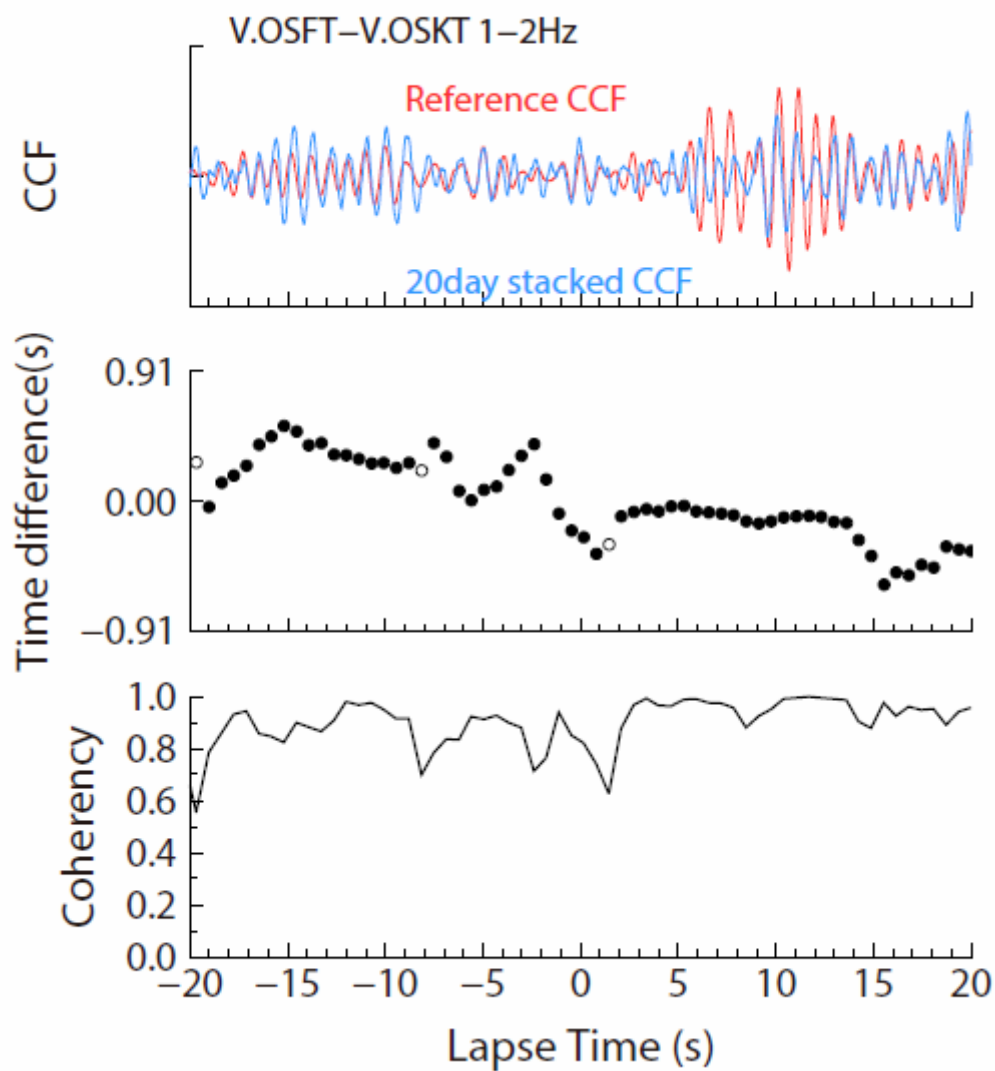 V.OSFT−V.OSKT 1−2Hz
Reference CCF
CCF
20day stacked CCF
Time difference(s)
0.91
0.00
−0.91
Coherency
1.0
0.8
0.6
0.4
0.2
0.0
−20 −15 −10 −5 0 5 10 15 20
Lapse Time (s)